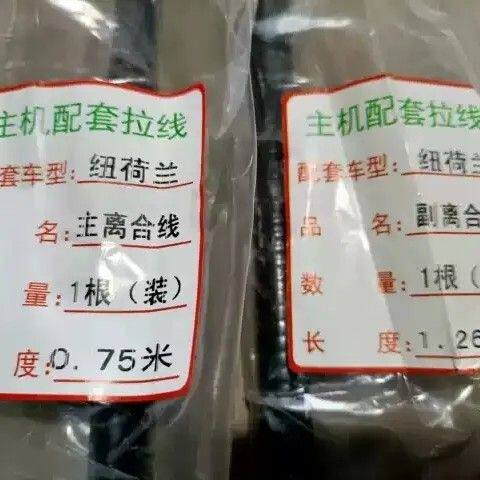 主机配套拉线
套车型: 纽荷兰
名: 主离合线
量: 1根（装）
度: 0.75米
主机配套拉线
配套车型: 纽荷兰
品 名: 副离合
数 量: 1根（
长 度: 1.26